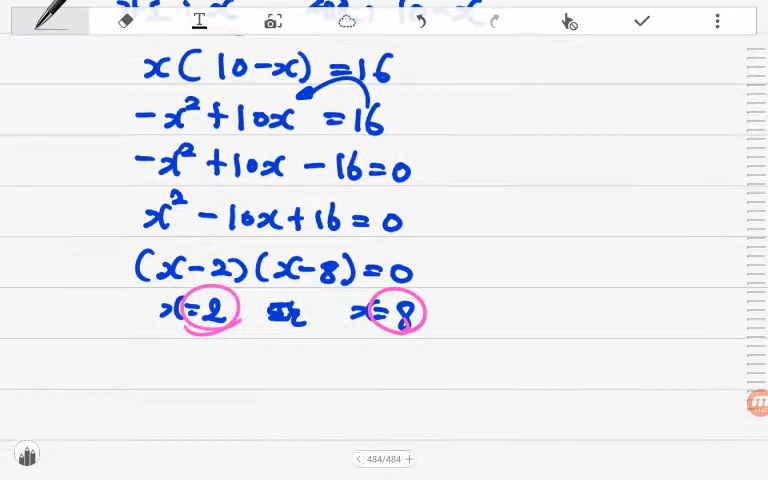 x(10-x)=16
-x²+10x=16
-x²+10x-16=0
x²-10x+16=0
(x-2)(x-8)=0
x=2 or x=8
484/484